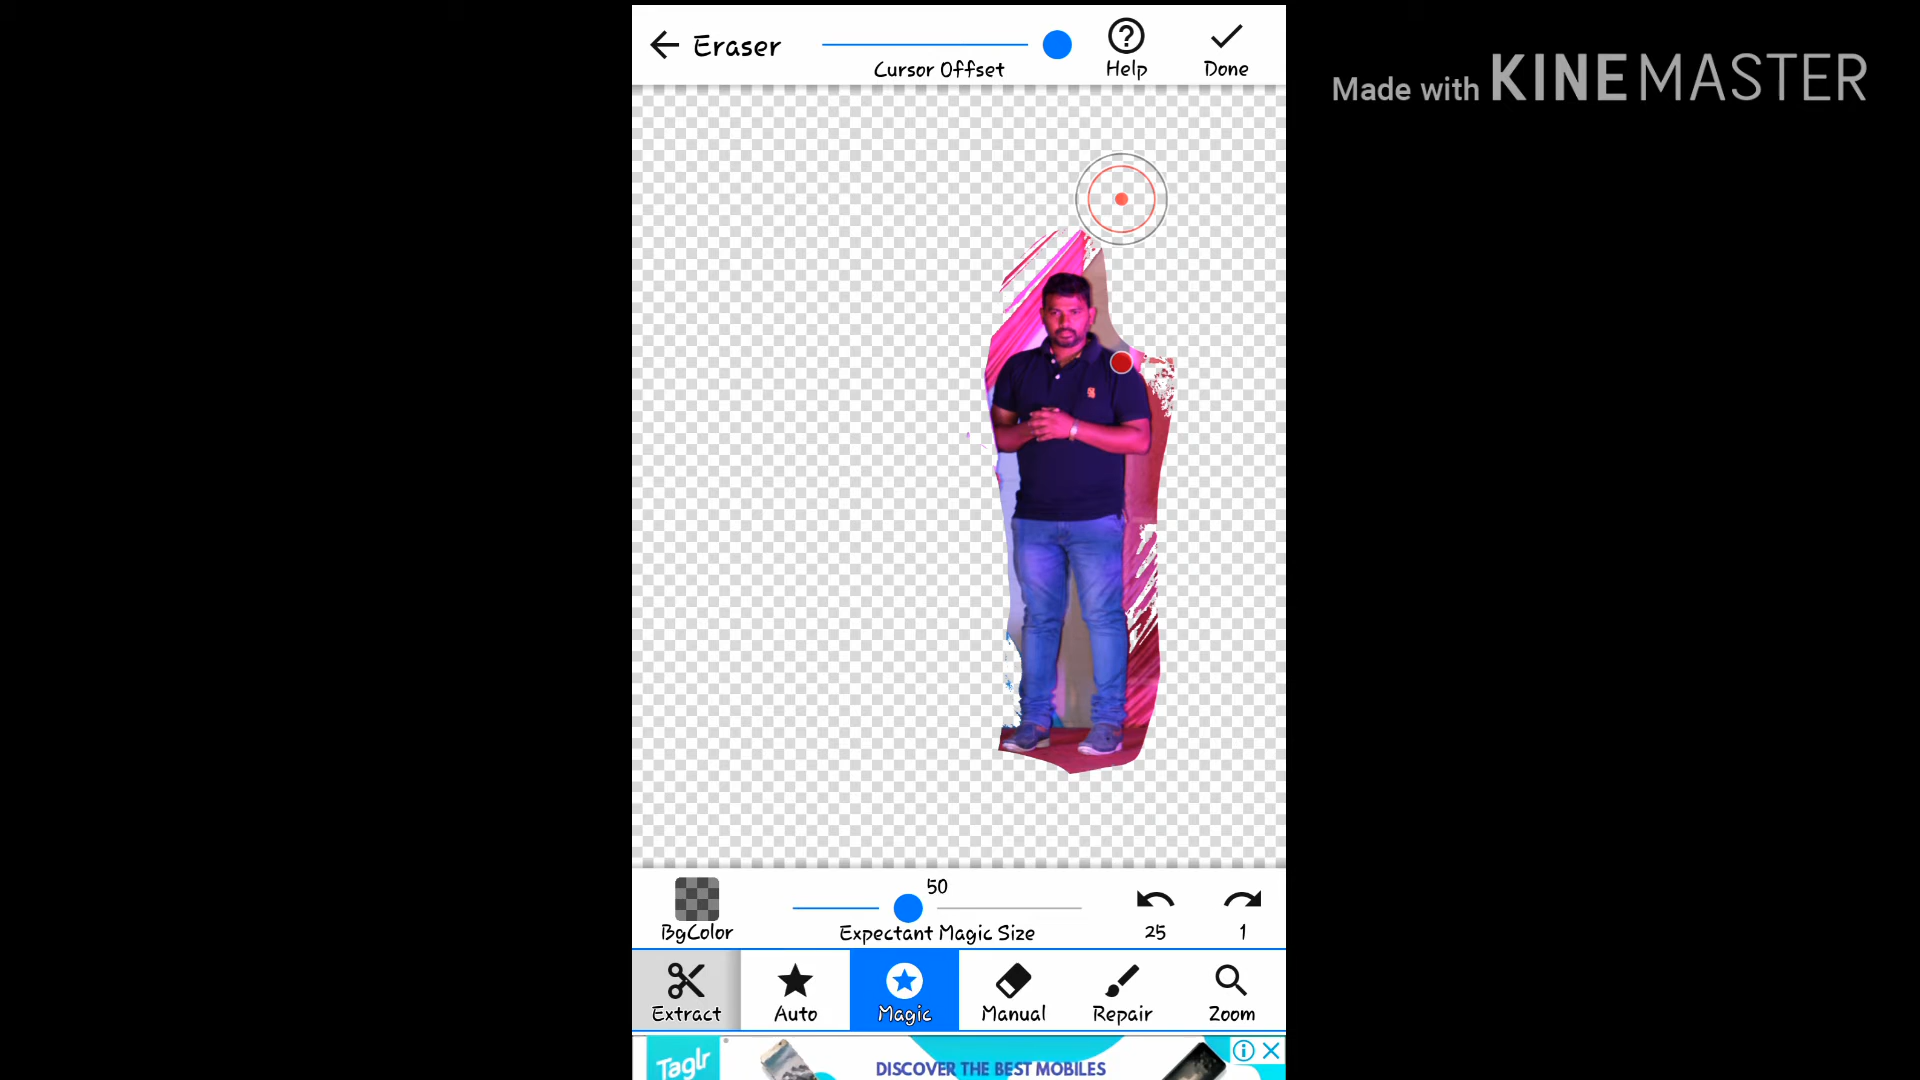 Eraser
Cursor Offset
Help
Done
Made with KINEMASTER
50
BgColor
Expectant Magic Size
25
1
Extract
Auto
Magic
Manual
Repair
Zoom
Taglr
DISCOVER THE BEST MOBILES